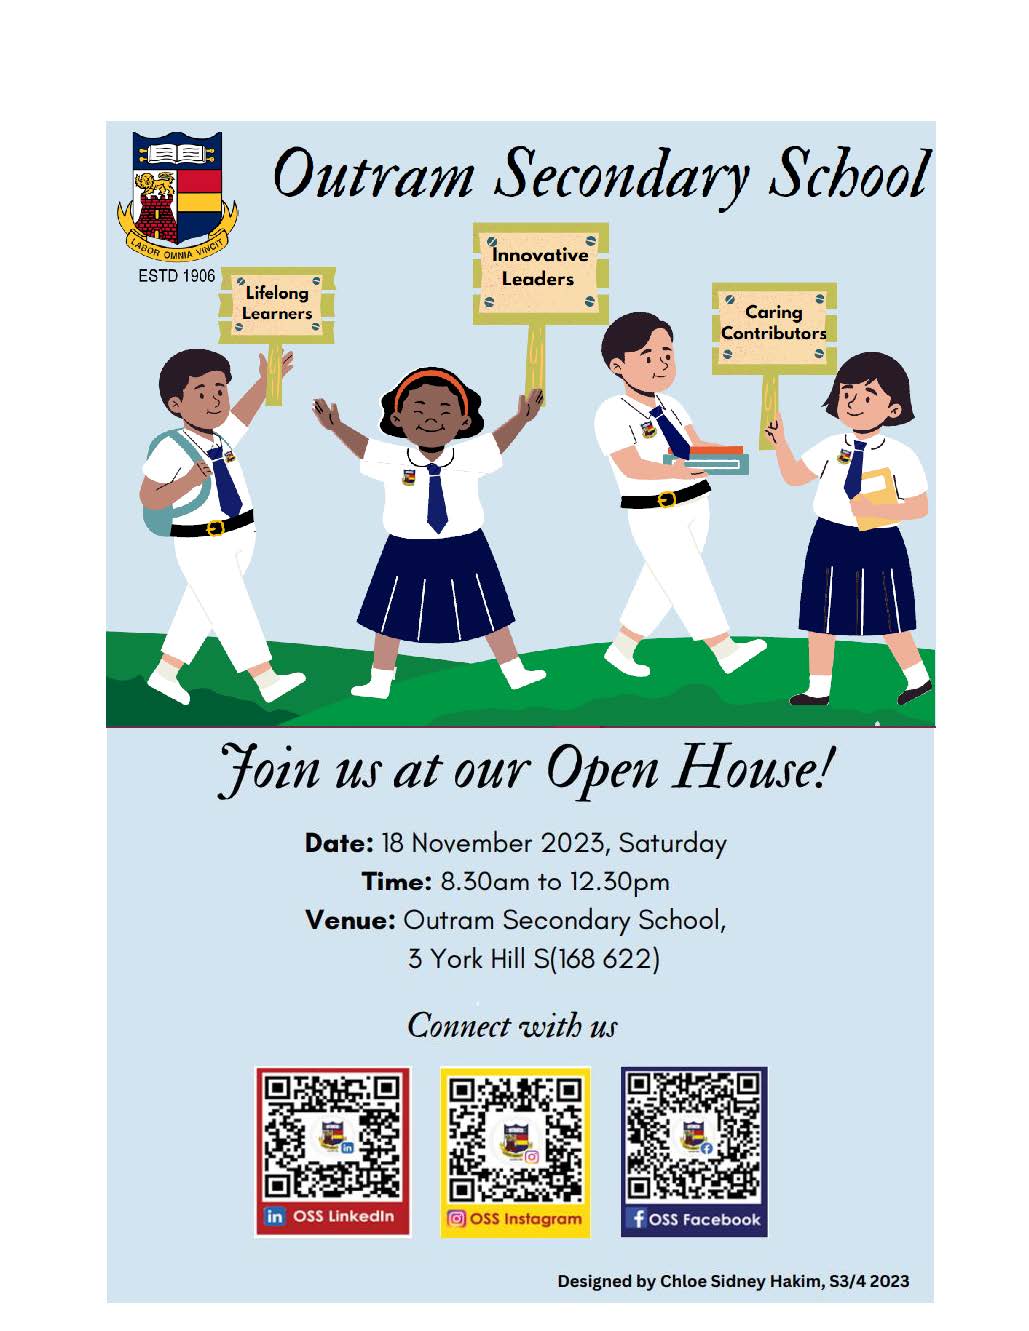 Outram Secondary School
LABOR OMNIA VINCIT
ESTD 1906
Lifelong
Learners
Innovative
Leaders
Caring
Contributors
Join us at our Open House!
Date: 18 November 2023, Saturday
Time: 8.30am to 12.30pm
Venue: Outram Secondary School,
3 York Hill S(168 622)
Connect with us
in OSS LinkedIn
OSS Instagram
f OSS Facebook
Designed by Chloe Sidney Hakim, S3/4 2023